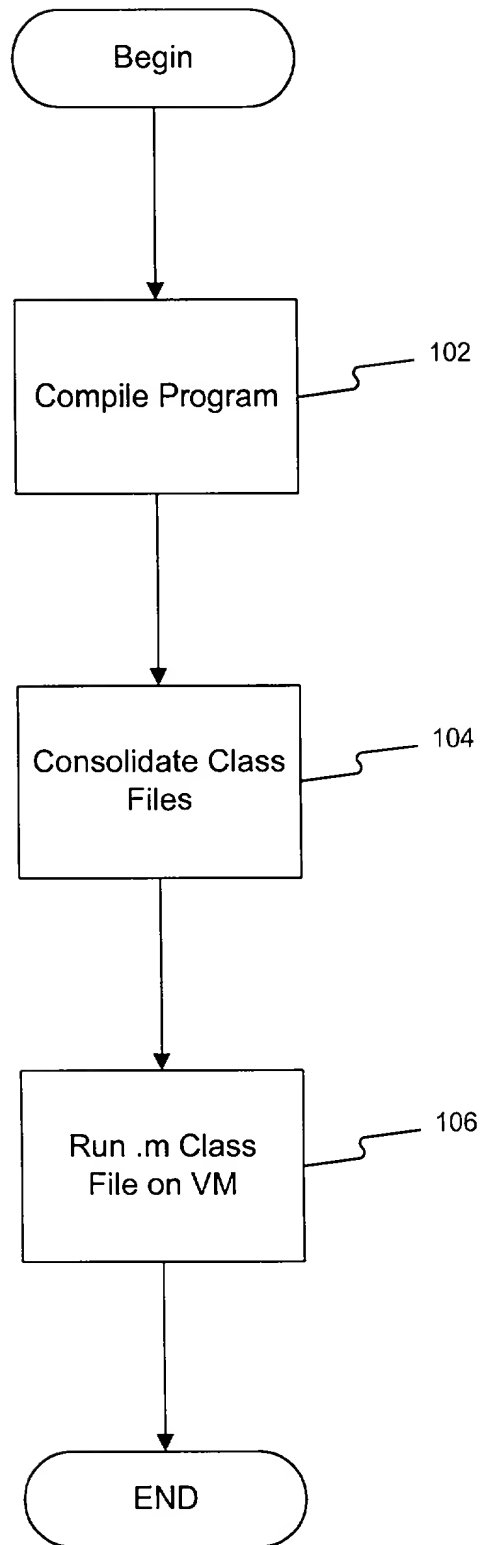 Begin
Compile Program
102
Consolidate Class
Files
104
Run .m Class
File on VM
106
END